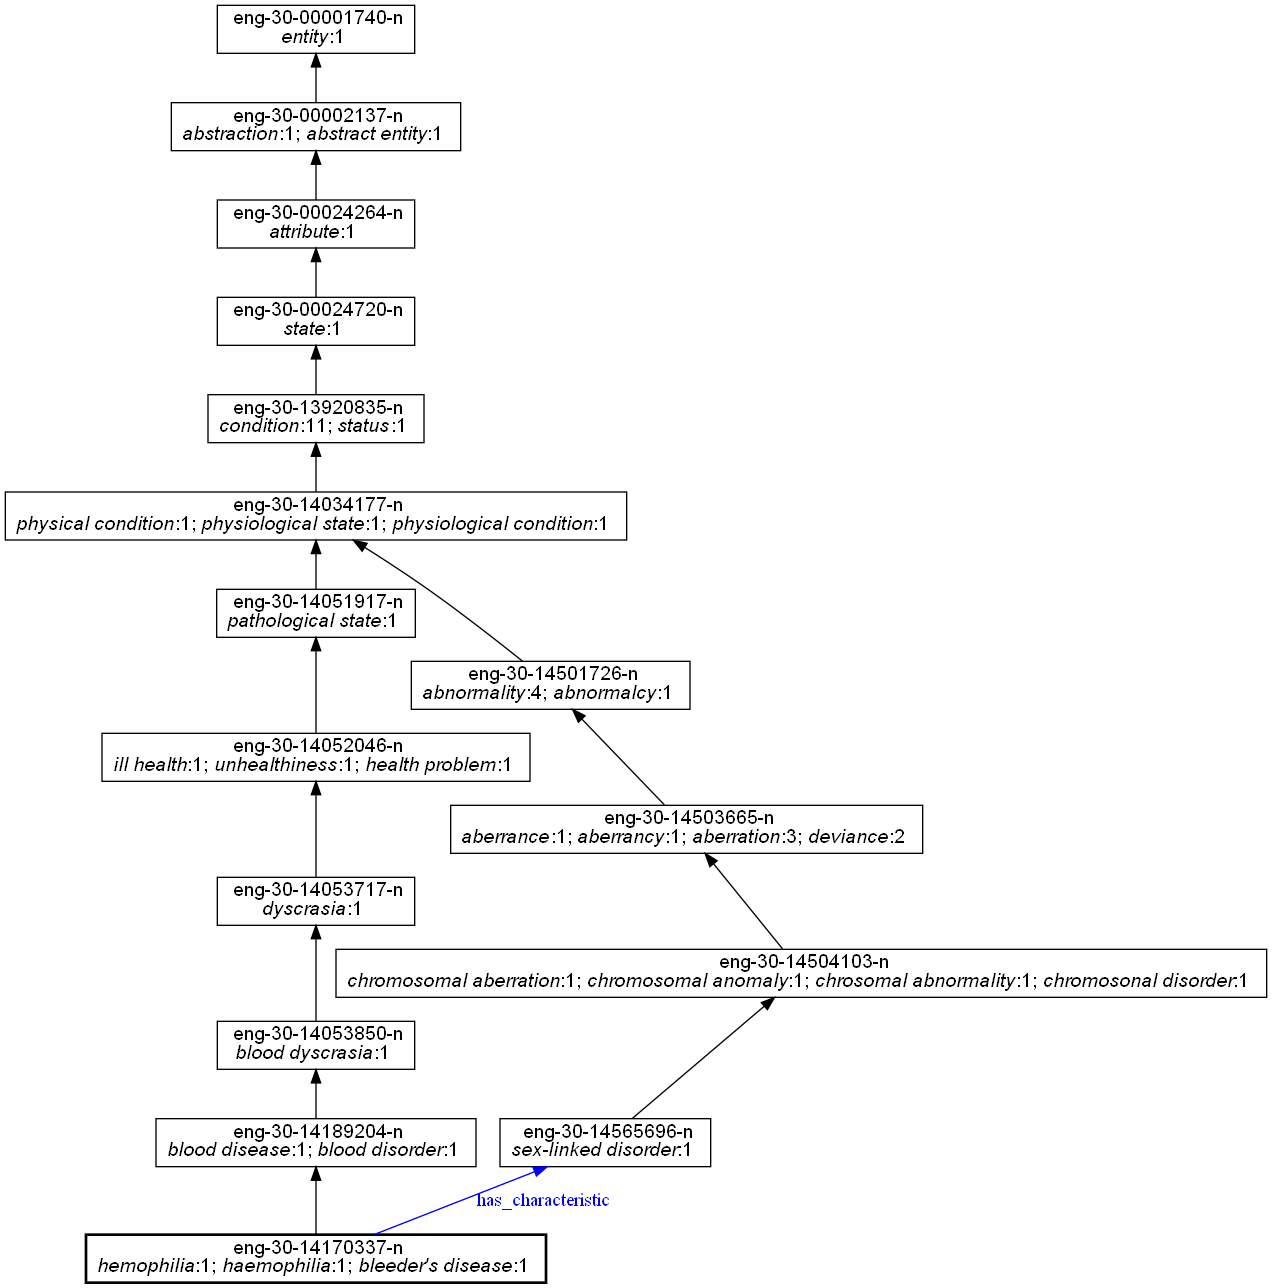 eng-30-00001740-n
entity:1
eng-30-00002137-n
abstraction:1; abstract entity:1
eng-30-00024264-n
attribute:1
eng-30-00024720-n
state:1
eng-30-13920835-n
condition:11; status:1
eng-30-14034177-n
physical condition:1; physiological state:1; physiological condition:1
eng-30-14051917-n
pathological state:1
eng-30-14501726-n
abnormality:4; abnormalcy:1
eng-30-14052046-n
ill health:1; unhealthiness:1; health problem:1
eng-30-14503665-n
aberrance:1; aberrancy:1; aberration:3; deviance:2
eng-30-14053717-n
dyscrasia:1
eng-30-14504103-n
chromosomal aberration:1; chromosomal anomaly:1; chrosomal abnormality:1; chromosonal disorder:1
eng-30-14053850-n
blood dyscrasia:1
eng-30-14189204-n
blood disease:1; blood disorder:1
eng-30-14565696-n
sex-linked disorder:1
has_characteristic
eng-30-14170337-n
hemophilia:1; haemophilia:1; bleeder's disease:1